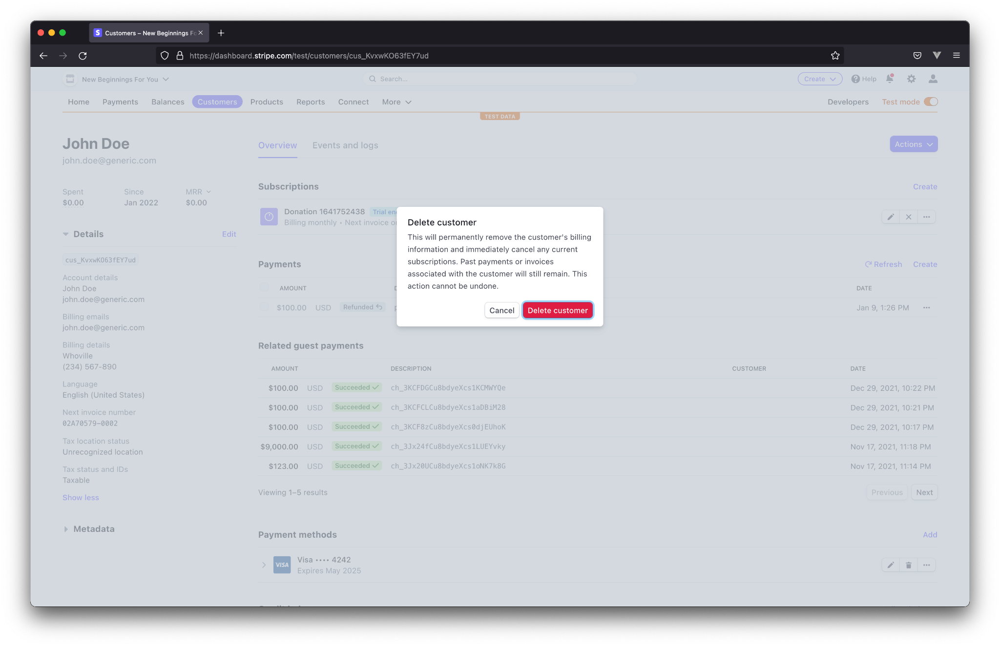 Customers – New Beginnings Fo
https://dashboard.stripe.com/test/customers/cus_KvxwKO63fEY7ud
New Beginnings For You
Search...
Create
Help
Home Payments Balances Customers Products Reports Connect More
Developers Test mode
TEST DATA
John Doe
john.doe@generic.com
Spent Since MRR
$0.00 Jan 2022 $0.00
Details Edit
cus_KvxwKO63fEY7ud
Account details
John Doe
john.doe@generic.com
Billing emails
john.doe@generic.com
Billing details
Whoville
(234) 567-890
Language
English (United States)
Next invoice number
02A70579-0002
Tax location status
Unrecognized location
Tax status and IDs
Taxable
Show less
Metadata
Overview Events and logs
Actions
Subscriptions Create
Donation 1641752438 Trial
Billing monthly • Next invoice
Delete customer
This will permanently remove the customer's billing
information and immediately cancel any current
subscriptions. Past payments or invoices
associated with the customer will still remain. This
action cannot be undone.
Cancel Delete customer
Payments Refresh Create
AMOUNT DATE
$100.00 USD Refunded Jan 9, 1:26 PM
Related guest payments
AMOUNT DESCRIPTION CUSTOMER DATE
$100.00 USD Succeeded ch_3KCFDGCu8bdyeXcs1KCMWYQe Dec 29, 2021, 10:22 PM
$100.00 USD Succeeded ch_3KCFCLCu8bdyeXcs1aDBiM28 Dec 29, 2021, 10:21 PM
$100.00 USD Succeeded ch_3KCF8zCu8bdyeXcs0djEUhoK Dec 29, 2021, 10:17 PM
$9,000.00 USD Succeeded ch_3Jx24fCu8bdyeXcs1LUEYvky Nov 17, 2021, 11:18 PM
$123.00 USD Succeeded ch_3Jx20UCu8bdyeXcs1oNK7k8G Nov 17, 2021, 11:14 PM
Viewing 1–5 results Previous Next
Payment methods Add
VISA Visa •••• 4242
Expires May 2025